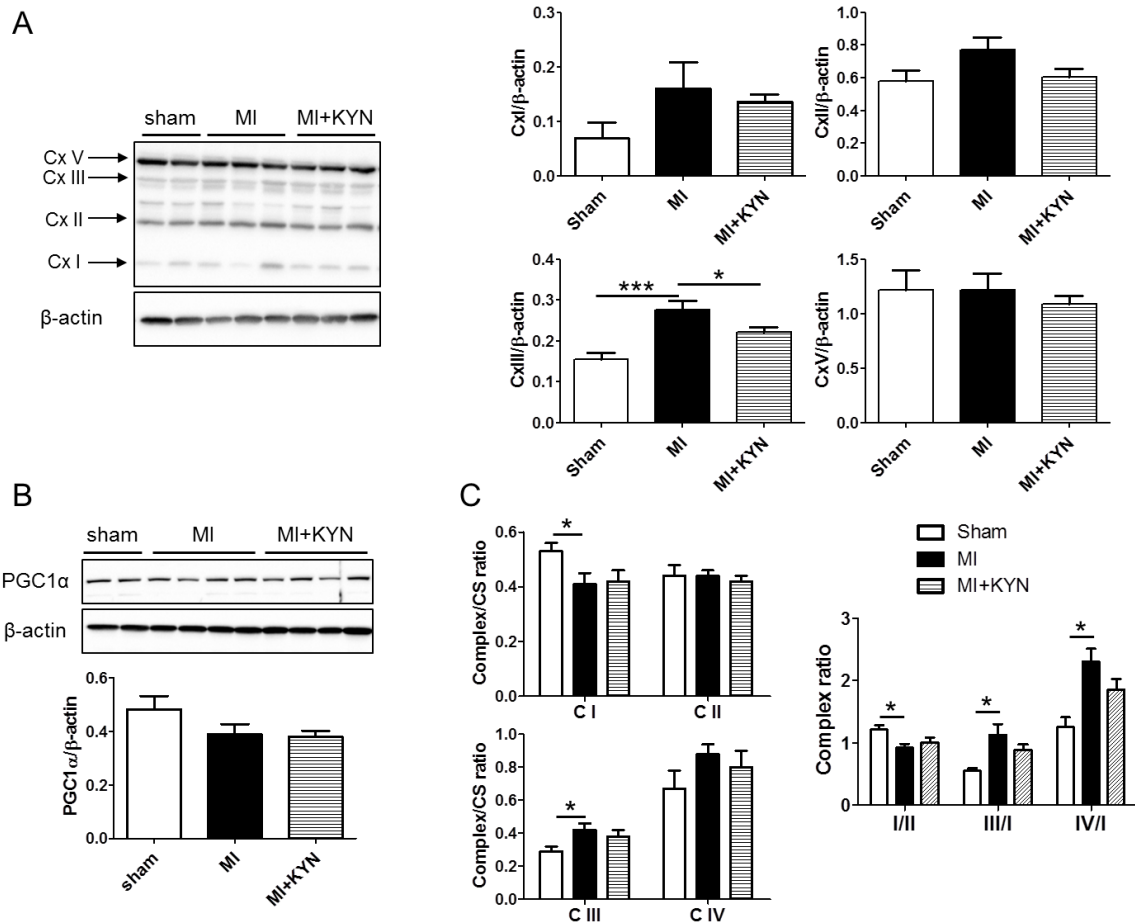 A
sham MI MI+KYN
Cx V
Cx III
Cx II
Cx I
β-actin
CxI/β-actin
0.3
0.2
0.1
0.0
Sham
MI
MI+KYN
CxII/β-actin
1.0
0.8
0.6
0.4
0.2
0.0
Sham
MI
MI+KYN
CxIII/β-actin
0.4
0.3
0.2
0.1
0.0
*** *
Sham
MI
MI+KYN
CxV/β-actin
1.5
1.0
0.5
0.0
Sham
MI
MI+KYN
B
sham MI MI+KYN
PGC1α
β-actin
PGC1α/β-actin
0.6
0.4
0.2
0.0
sham
MI
MI+KYN
C
Complex/CS ratio
0.6
0.4
0.2
0.0
*
C I C II
Complex/CS ratio
1.0
0.8
0.6
0.4
0.2
0.0
*
C III C IV
Sham
MI
MI+KYN
Complex ratio
3
2
1
0
* * *
I/II III/I IV/I